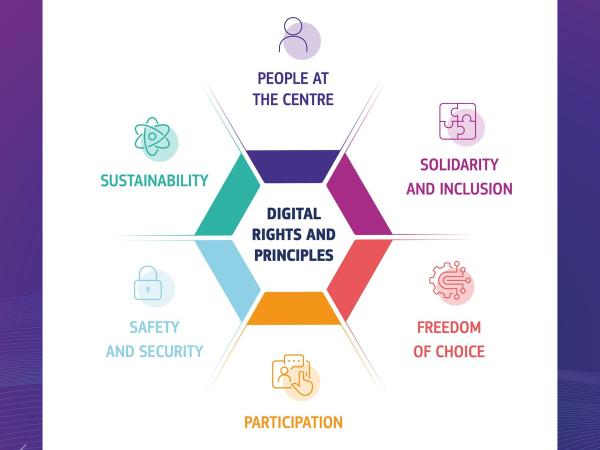 PEOPLE AT
THE CENTRE
SOLIDARITY
AND INCLUSION
SUSTAINABILITY
DIGITAL
RIGHTS AND
PRINCIPLES
SAFETY
AND SECURITY
FREEDOM
OF CHOICE
PARTICIPATION